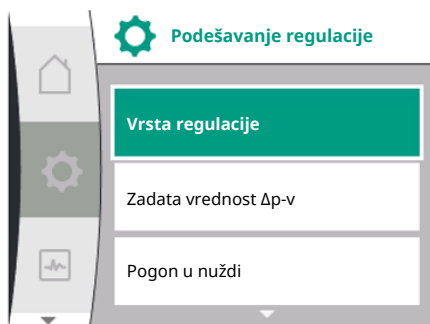 Podešavanje regulacije
Vrsta regulacije
Zadata vrednost Δp-v
Pogon u nuždi